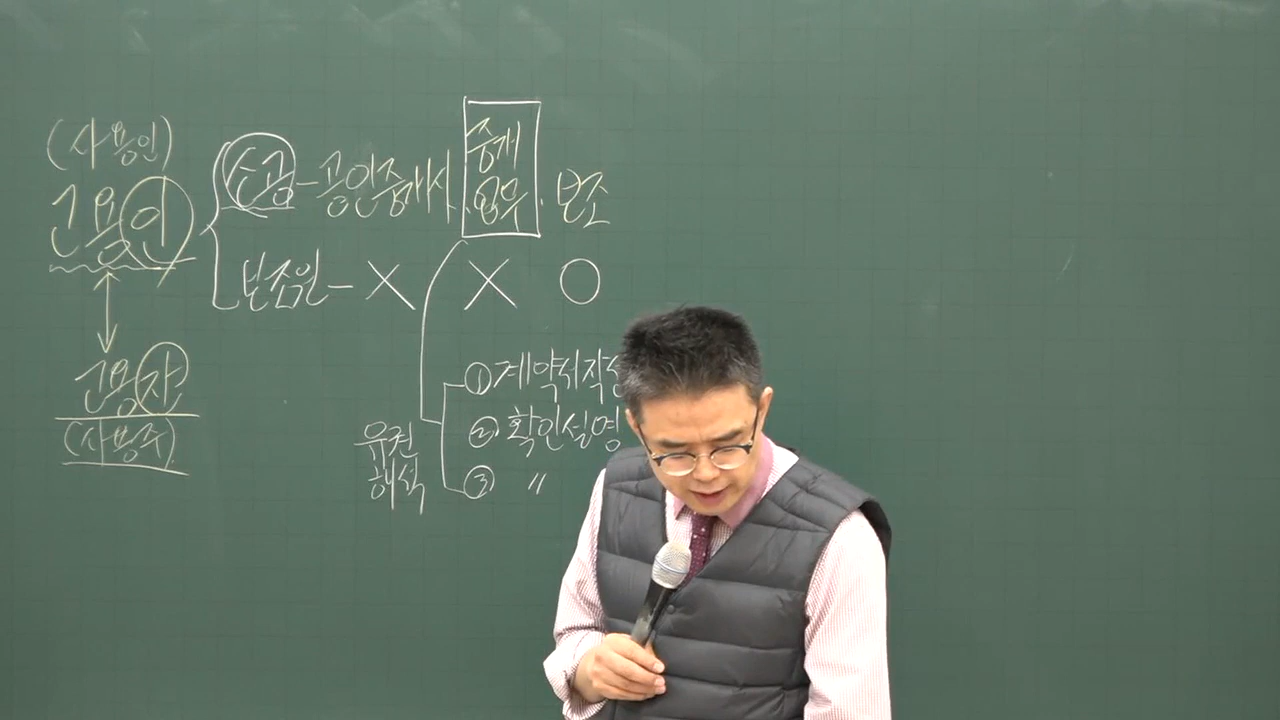 (사용인)
고용인
소공 - 공인중개사 중개업무 · 보조
보조원 - X X ○
고용자
(사용주)
유권해석
① 계약서작성
② 확인설명
③ 〃